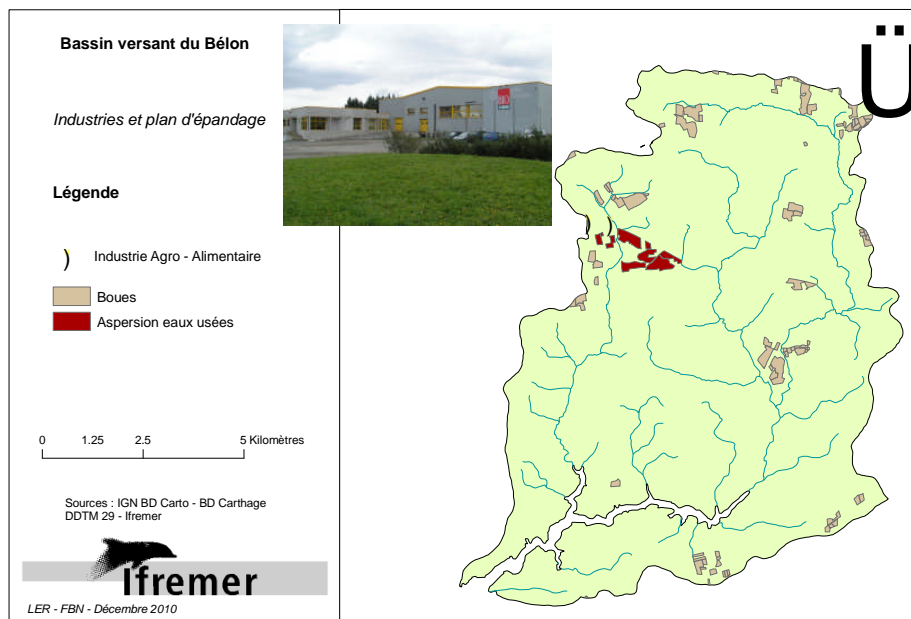 Bassin versant du Bélon
Industries et plan d'épandage
Légende
) Industrie Agro - Alimentaire
Boues
Aspersion eaux usées
0 1.25 2.5 5 Kilomètres
Sources : IGN BD Carto - BD Carthage
DDTM 29 - Ifremer
Ifremer
LER - FBN - Décembre 2010
) )
Ü